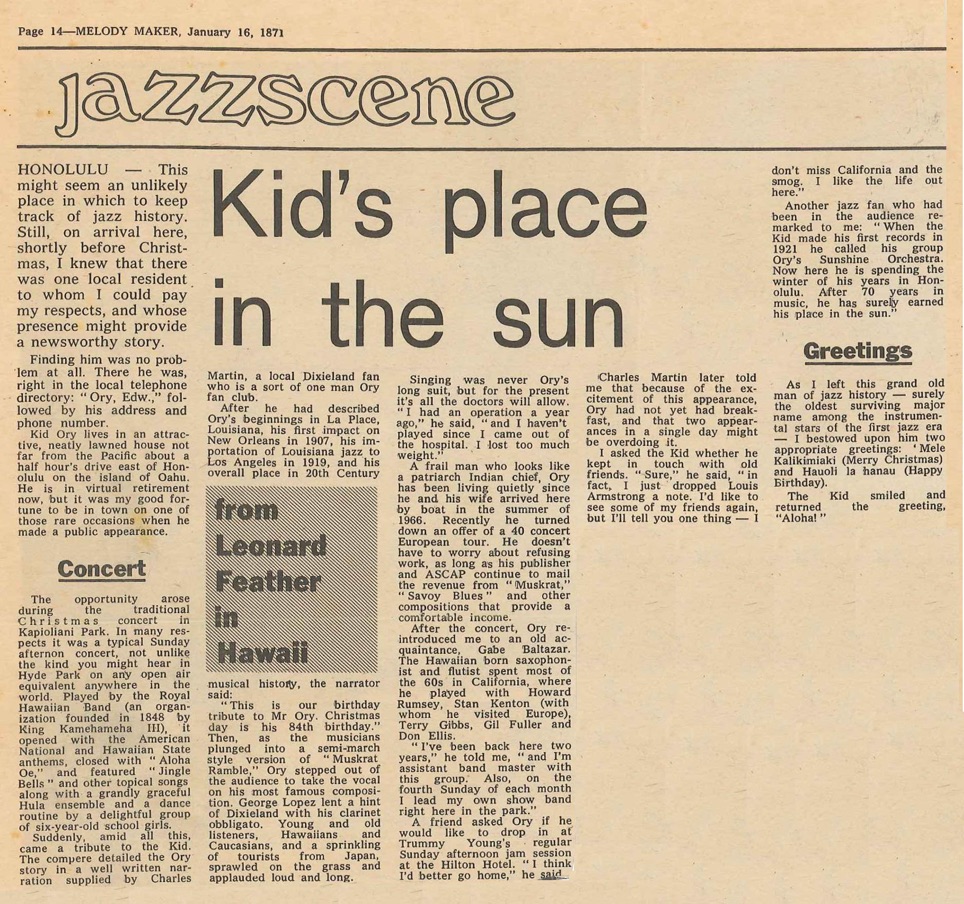 Page 14—MELODY MAKER, January 16, 1871
jazzscene
Kid's place
in the sun
HONOLULU — This
might seem an unlikely
place in which to keep
track of jazz history.
Still, on arrival here,
shortly before Christ-
mas, I knew that there
was one local resident
to whom I could pay
my respects, and whose
presence might provide
a newsworthy story.
Finding him was no prob-
lem at all. There he was,
right in the local telephone
directory: "Ory, Edw.," fol-
lowed by his address and
phone number.
Kid Ory lives in an attrac-
tive, neatly lawned house not
far from the Pacific about a
half hour's drive east of Hon-
olulu on the island of Oahu.
He is in virtual retirement
now, but it was my good for-
tune to be in town on one of
those rare occasions when he
made a public appearance.
Concert
The opportunity arose
during the traditional
Christmas concert in
Kapioliani Park. In many res-
pects it was a typical Sunday
afternon concert, not unlike
the kind you might hear in
Hyde Park on any open air
equivalent anywhere in the
world. Played by the Royal
Hawaiian Band (an organ-
ization founded in 1848 by
King Kamehameha III), it
opened with the American
National and Hawaiian State
anthems, closed with "Aloha
Oe," and featured "Jingle
Bells" and other topical songs
along with a grandly graceful
Hula ensemble and a dance
routine by a delightful group
of six-year-old school girls.
Suddenly, amid all this,
came a tribute to the Kid.
The compere detailed the Ory
story in a well written nar-
ration supplied by Charles
Martin, a local Dixieland fan
who is a sort of one man Ory
fan club.
After he had described
Ory's beginnings in La Place,
Louisiana, his first impact on
New Orleans in 1907, his im-
portation of Louisiana jazz to
Los Angeles in 1919, and his
overall place in 20th Century
from
Leonard
Feather
in
Hawaii
musical history, the narrator
said:
"This is our birthday
tribute to Mr Ory. Christmas
day is his 84th birthday."
Then, as the musicians
plunged into a semi-march
style version of "Muskrat
Ramble," Ory stepped out of
the audience to take the vocal
on his most famous composi-
tion. George Lopez lent a hint
of Dixieland with his clarinet
obbligato. Young and old
listeners, Hawaiians and
Caucasians, and a sprinkling
of tourists from Japan,
sprawled on the grass and
applauded loud and long.
Singing was never Ory's
long suit, but for the present
it's all the doctors will allow.
"I had an operation a year
ago," he said, "and I haven't
played since I came out of
the hospital. I lost too much
weight."
A frail man who looks like
a patriarch Indian chief, Ory
has been living quietly since
he and his wife arrived here
by boat in the summer of
1966. Recently he turned
down an offer of a 40 concert
European tour. He doesn't
have to worry about refusing
work, as long as his publisher
and ASCAP continue to mail
the revenue from "Muskrat,"
"Savoy Blues" and other
compositions that provide a
comfortable income.
After the concert, Ory re-
introduced me to an old ac-
quaintance, Gabe Baltazar.
The Hawaiian born saxophon-
ist and flutist spent most of
the 60s in California, where
he played with Howard
Rumsey, Stan Kenton (with
whom he visited Europe),
Terry Gibbs, Gil Fuller and
Don Ellis.
"I've been back here two
years," he told me, "and I'm
assistant band master with
this group. Also, on the
fourth Sunday of each month
I lead my own show band
right here in the park."
A friend asked Ory if he
would like to drop in at
Trummy Young's regular
Sunday afternoon jam session
at the Hilton Hotel. "I think
I'd better go home," he said.
Charles Martin later told
me that because of the ex-
citement of this appearance,
Ory had not yet had break-
fast, and that two appear-
ances in a single day might
be overdoing it.
I asked the Kid whether he
kept in touch with old
friends. "Sure," he said, "in
fact, I just dropped Louis
Armstrong a note. I'd like to
see some of my friends again,
but I'll tell you one thing — I
don't miss California and the
smog. I like the life out
here."
Another jazz fan who had
been in the audience re-
marked to me: "When the
Kid made his first records in
1921 he called his group
Ory's Sunshine Orchestra.
Now here he is spending the
winter of his years in Hon-
olulu. After 70 years in
music, he has surely earned
his place in the sun."
Greetings
As I left this grand old
man of jazz history — surely
the oldest surviving major
name among the instrumen-
tal stars of the first jazz era
— I bestowed upon him two
appropriate greetings: 'Mele
Kalikimiaki (Merry Christmas)
and Hauoli la hanau (Happy
Birthday).
The Kid smiled and
returned the greeting,
"Aloha!"